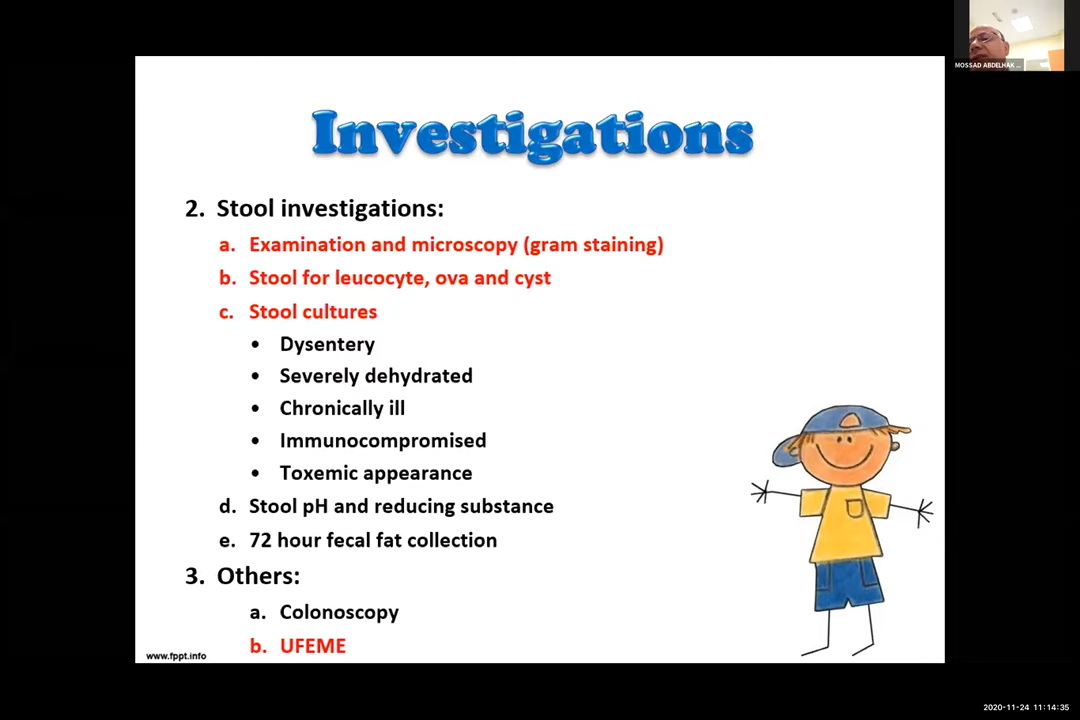 MOSSAD ABDELHAK ...
Investigations
2. Stool investigations:
a. Examination and microscopy (gram staining)
b. Stool for leucocyte, ova and cyst
c. Stool cultures
• Dysentery
• Severely dehydrated
• Chronically ill
• Immunocompromised
• Toxemic appearance
d. Stool pH and reducing substance
e. 72 hour fecal fat collection
3. Others:
a. Colonoscopy
b. UFEME
www.fppt.info
2020-11-24 11:14:35